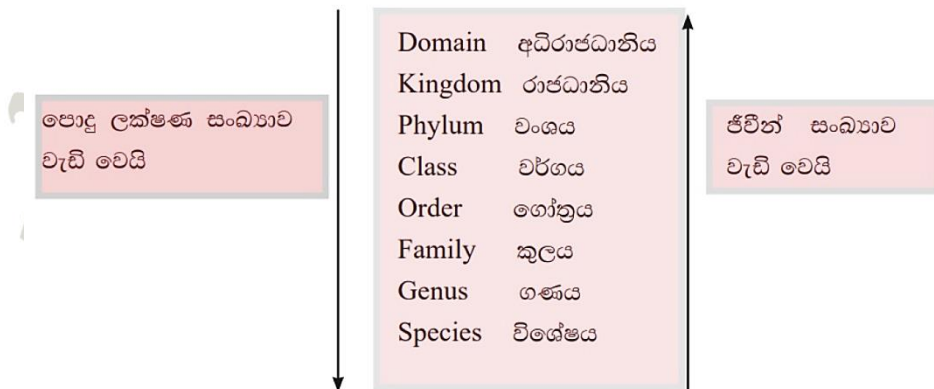 පොදු ලක්ෂණ සංඛ්‍යාව
වැඩි වෙයි
Domain අධිරාජධානිය
Kingdom රාජධානිය
Phylum වංශය
Class වර්ගය
Order ගෝත්‍රය
Family කුලය
Genus ගණය
Species විශේෂය
ජීවීන් සංඛ්‍යාව
වැඩි වෙයි